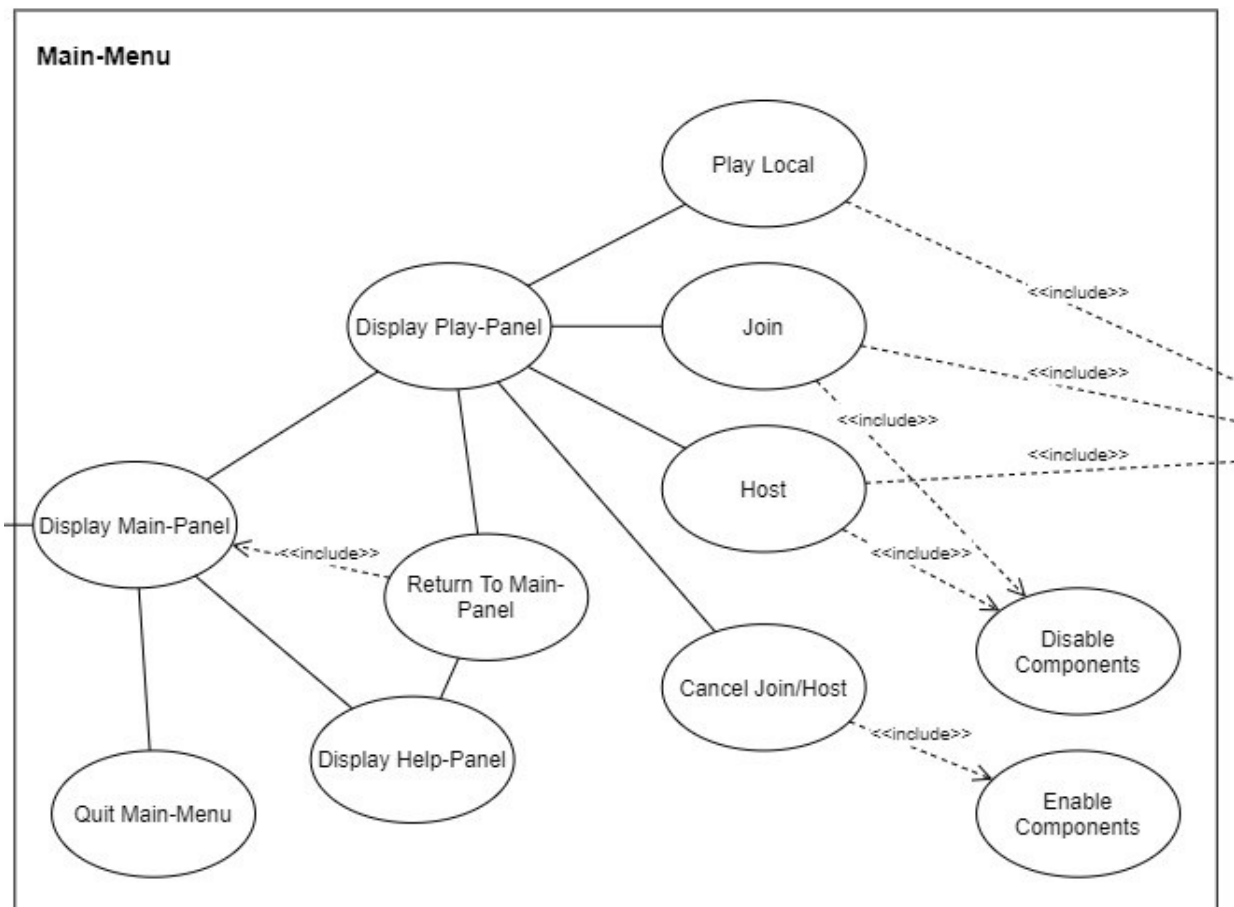 Main-Menu
Play Local
<<include>>
Display Play-Panel
Join
<<include>>
<<include>>
<<include>>
Host
Display Main-Panel
<<include>>
<<include>>
Return To Main-
Panel
Disable
Components
Cancel Join/Host
<<include>>
Display Help-Panel
Quit Main-Menu
Enable
Components